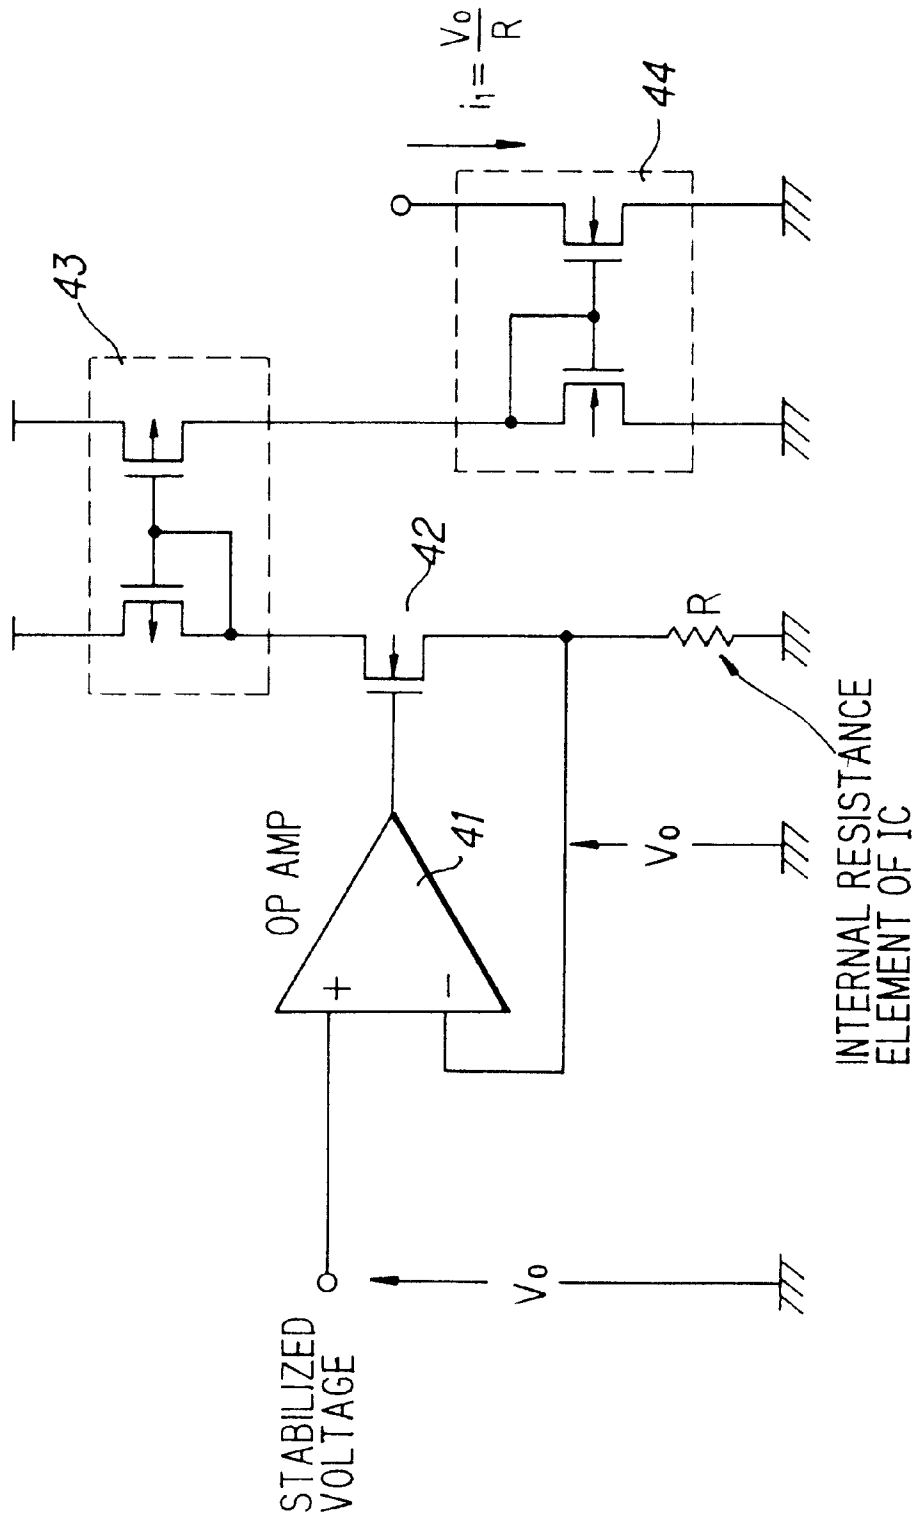 43
i₁ = V₀/R
44
42
OP AMP
41
+
−
R
V₀
V₀
STABILIZED
VOLTAGE
INTERNAL RESISTANCE
ELEMENT OF IC